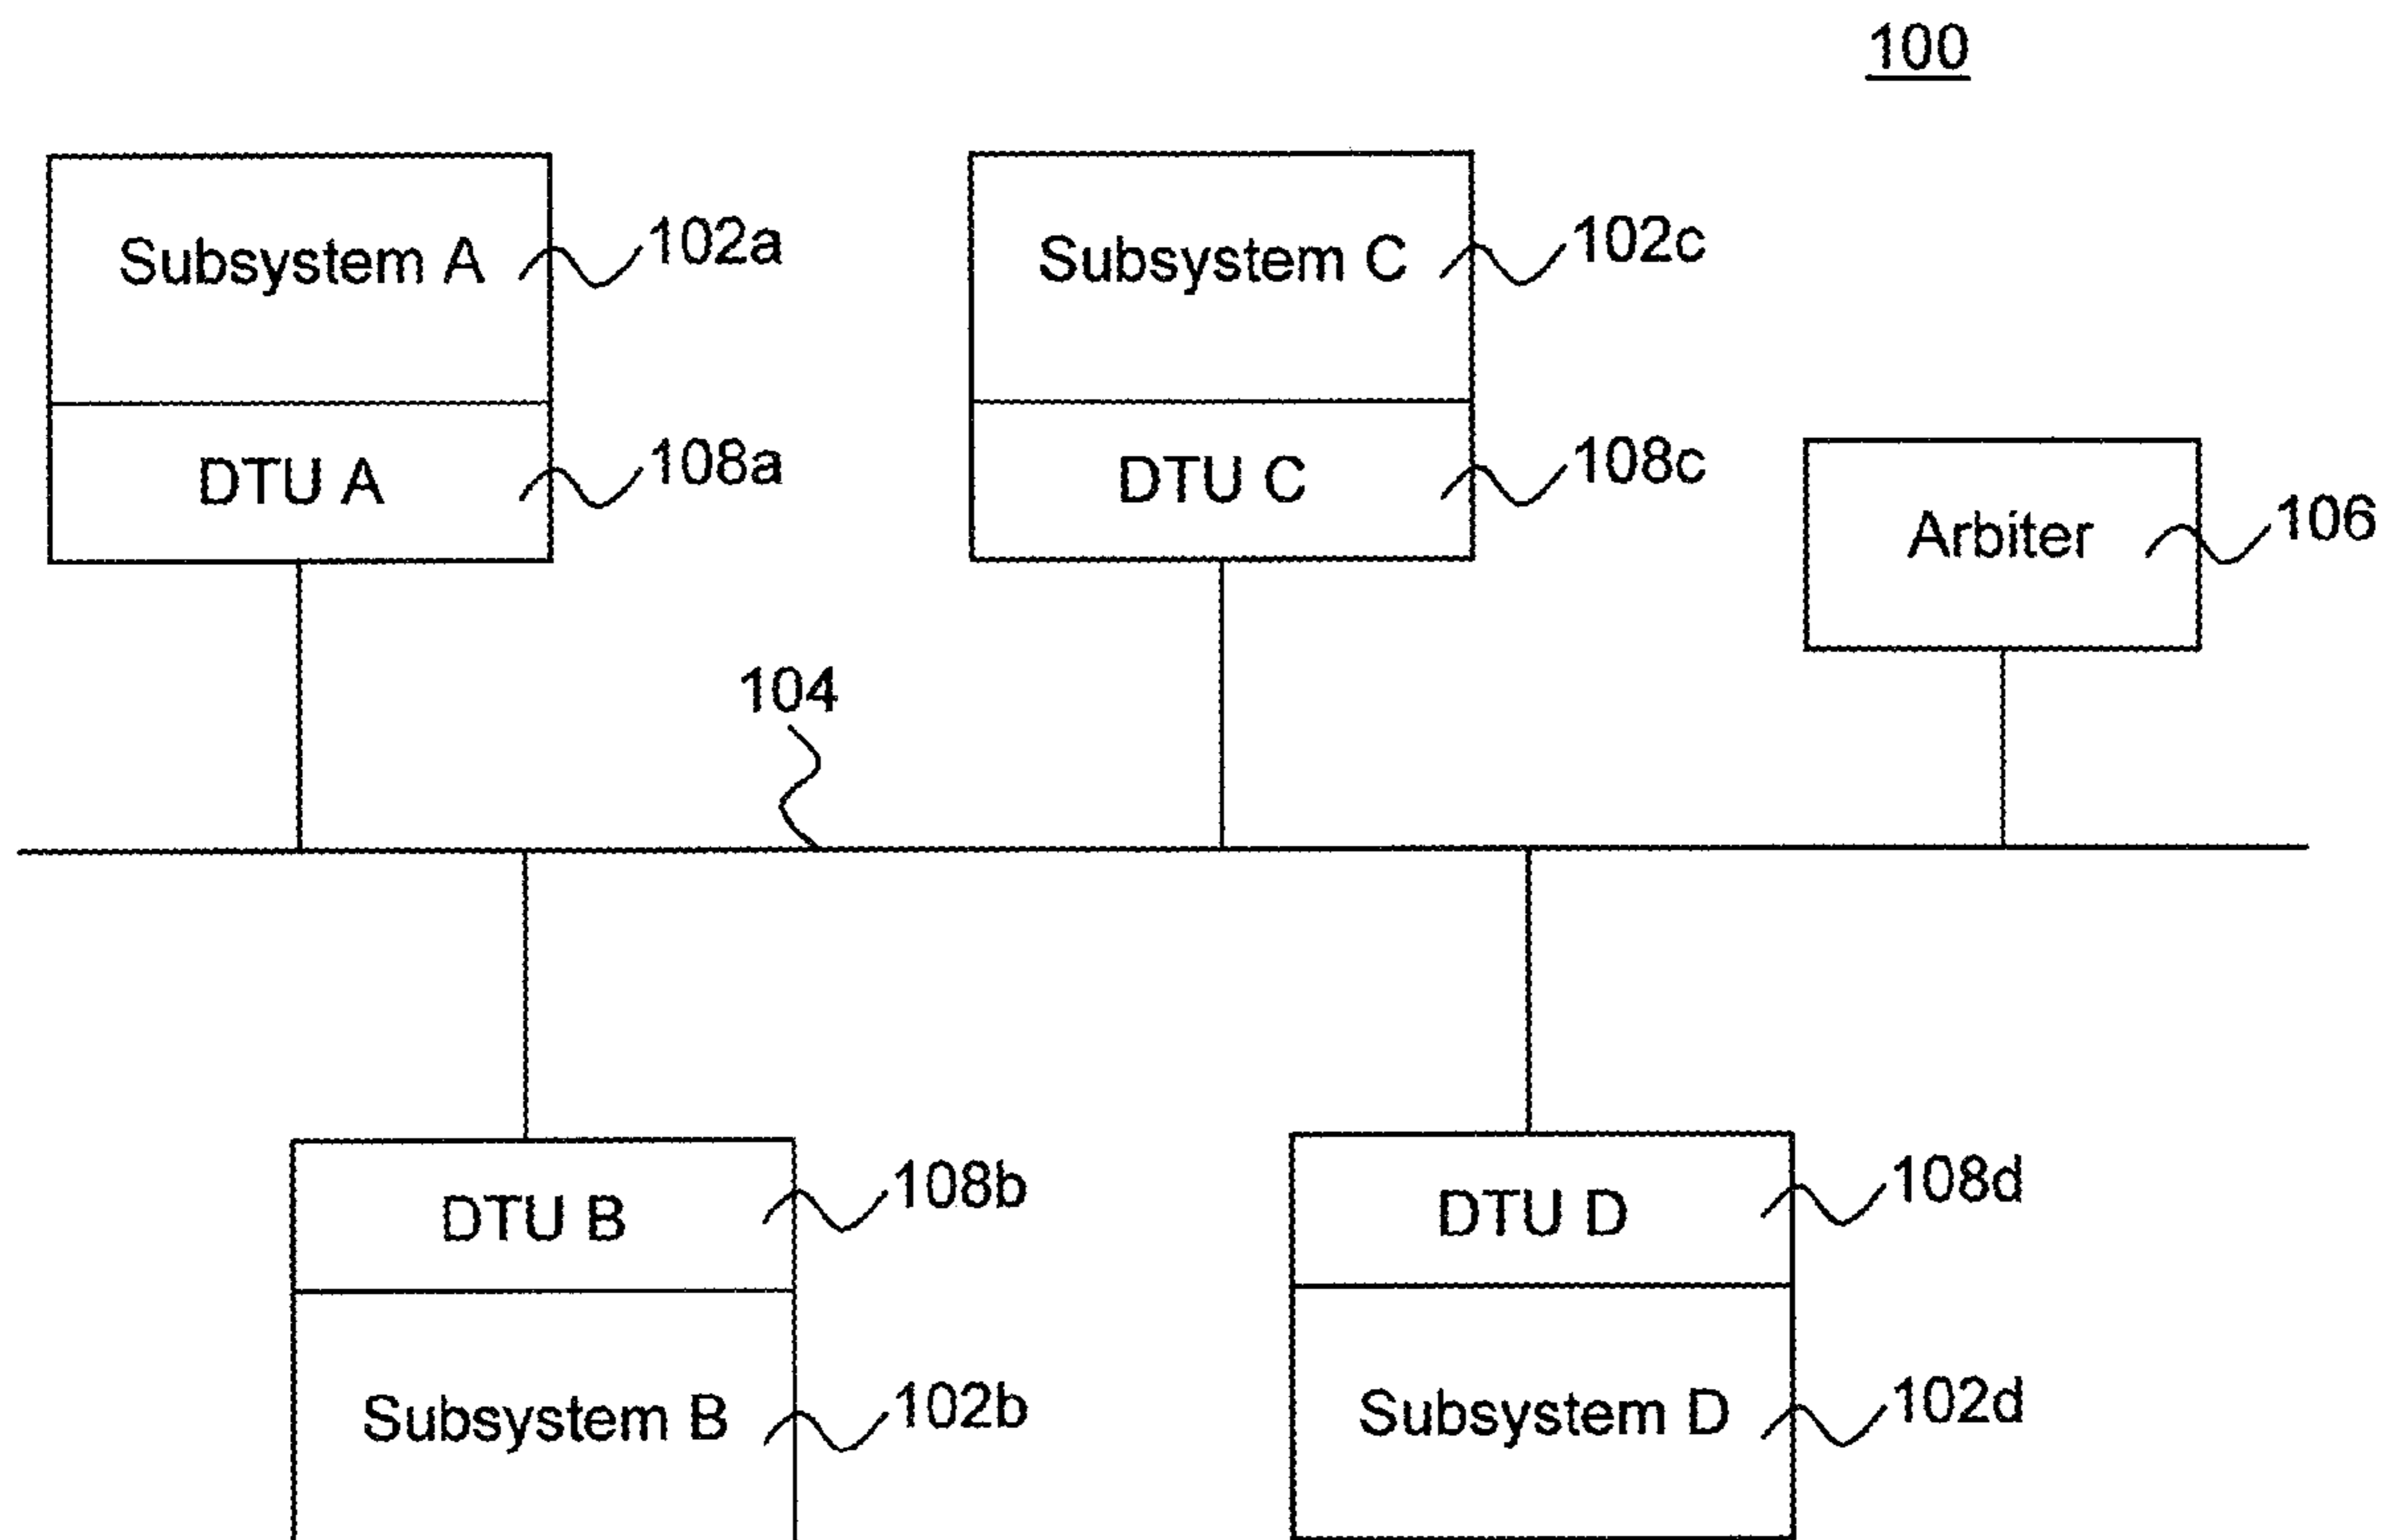 100
Subsystem A
102a
Subsystem C
102c
DTU A
108a
DTU C
108c
Arbiter
106
104
DTU B
108b
DTU D
108d
Subsystem B
102b
Subsystem D
102d